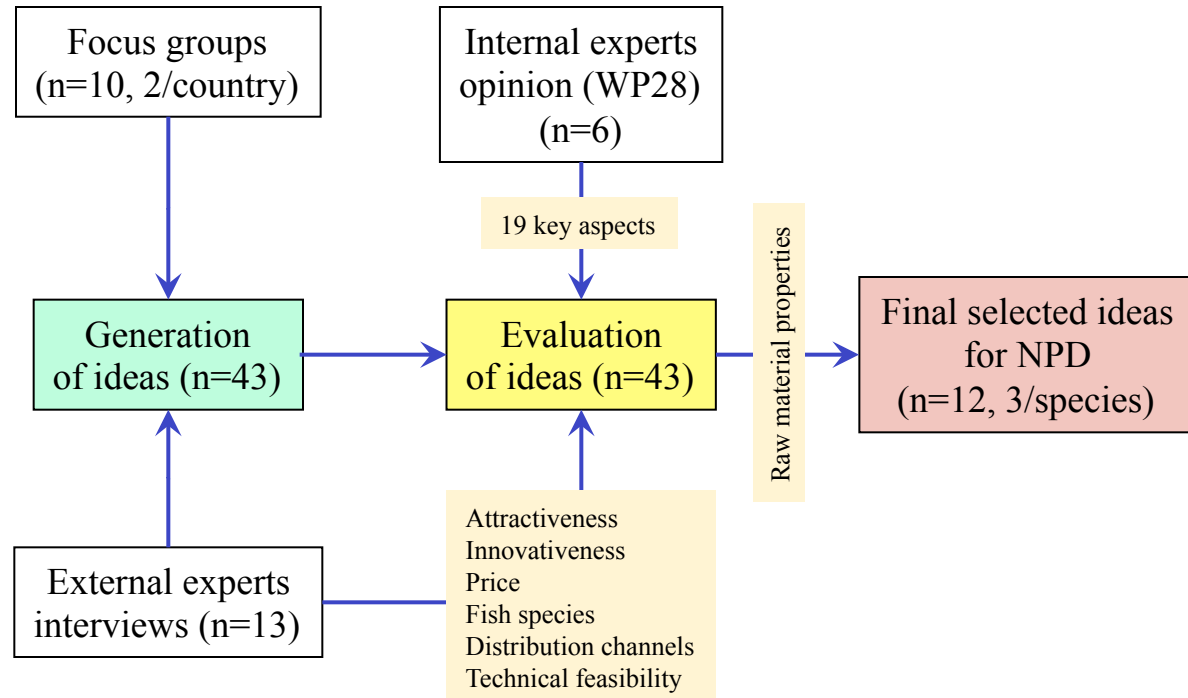 Focus groups
(n=10, 2/country)
Internal experts
opinion (WP28)
(n=6)
19 key aspects
Raw material properties
Generation
of ideas (n=43)
Evaluation
of ideas (n=43)
Final selected ideas
for NPD
(n=12, 3/species)
External experts
interviews (n=13)
Attractiveness
Innovativeness
Price
Fish species
Distribution channels
Technical feasibility